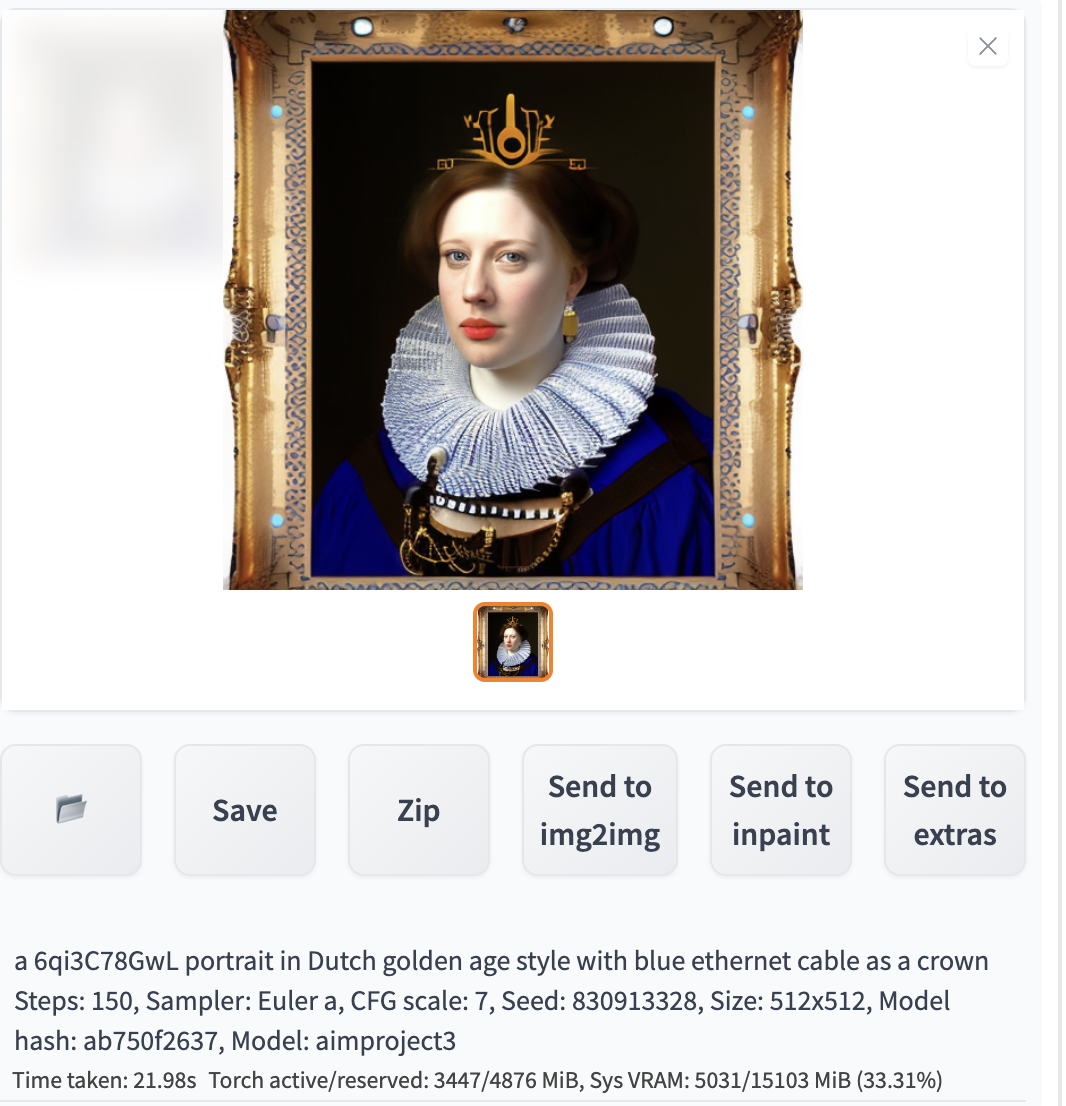 Save
Zip
Send to
img2img
Send to
inpaint
Send to
extras
a 6qi3C78GwL portrait in Dutch golden age style with blue ethernet cable as a crown
Steps: 150, Sampler: Euler a, CFG scale: 7, Seed: 830913328, Size: 512x512, Model
hash: ab750f2637, Model: aimproject3
Time taken: 21.98s Torch active/reserved: 3447/4876 MiB, Sys VRAM: 5031/15103 MiB (33.31%)